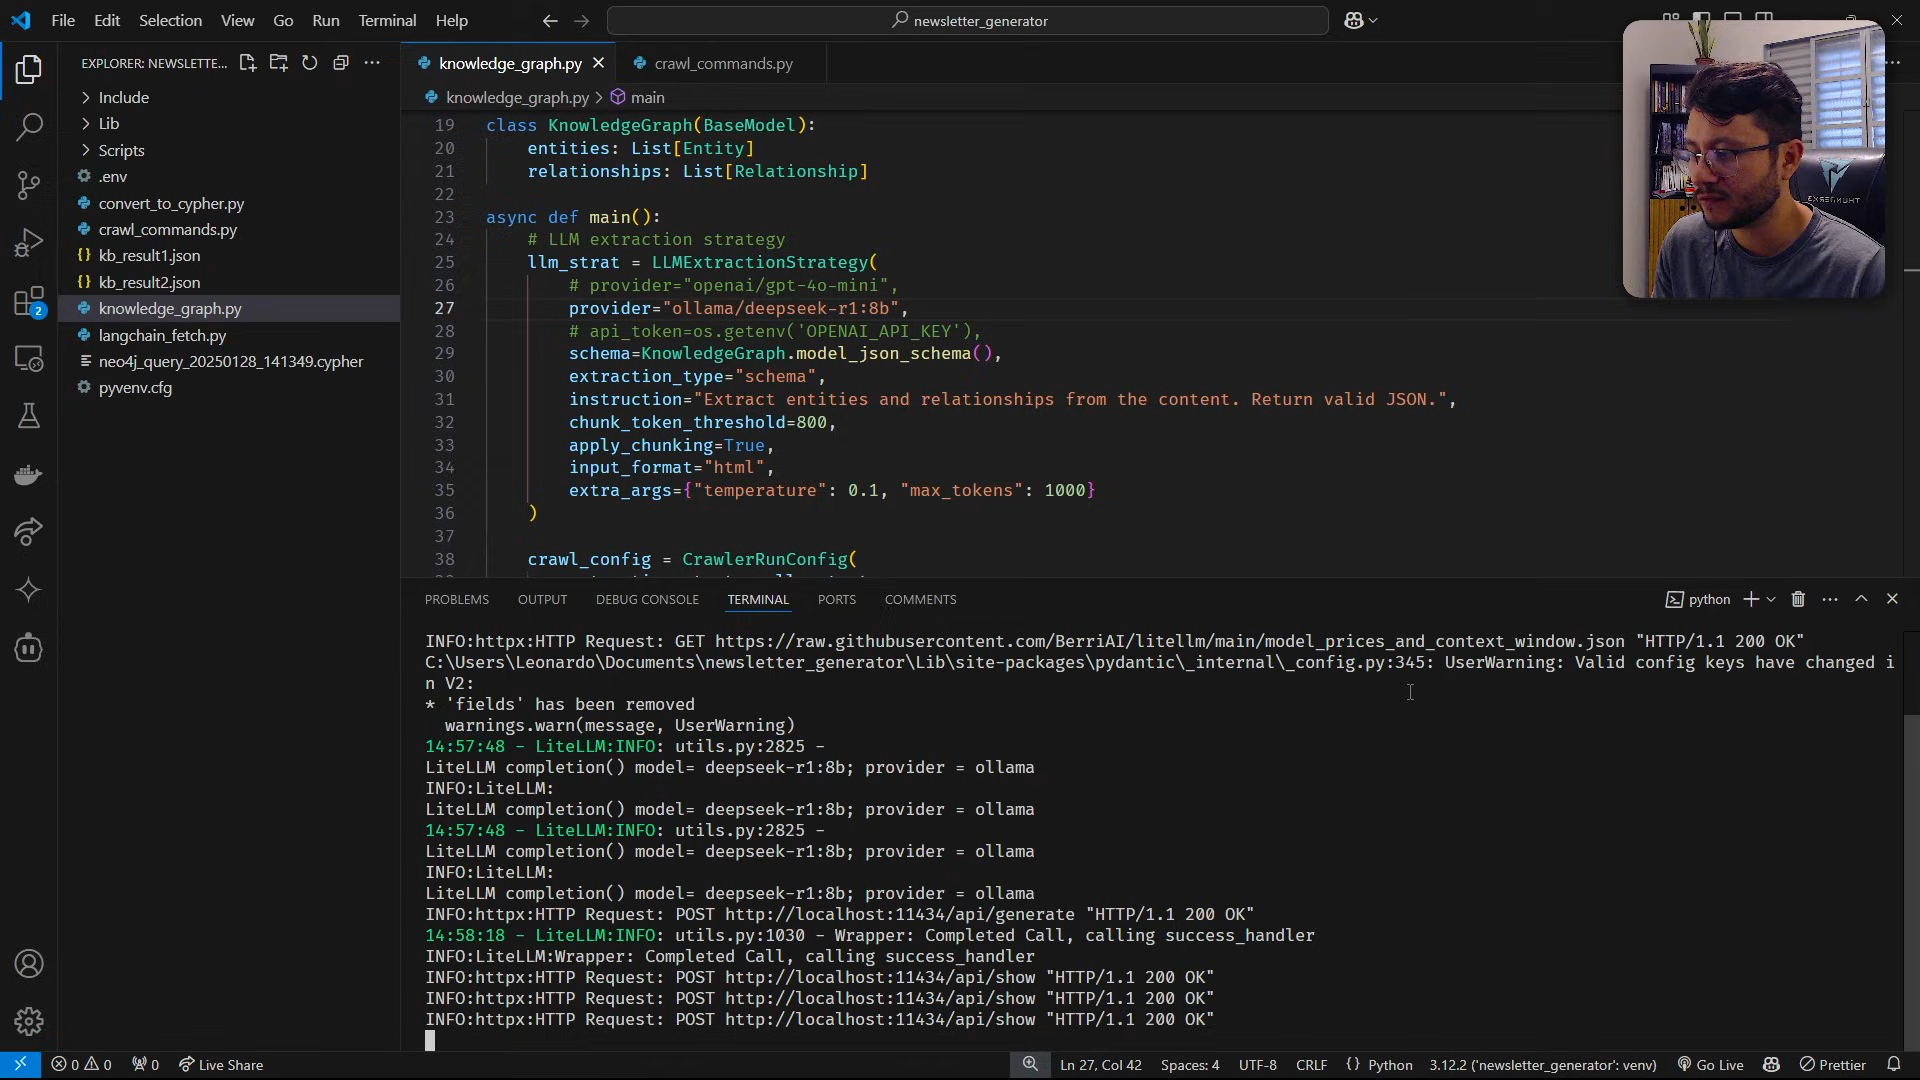 File Edit Selection View Go Run Terminal Help
newsletter_generator
EXPLORER: NEWSLETTE...
Include
Lib
Scripts
.env
convert_to_cypher.py
crawl_commands.py
kb_result1.json
kb_result2.json
knowledge_graph.py
langchain_fetch.py
neo4j_query_20250128_141349.cypher
pyvenv.cfg
2
knowledge_graph.py
crawl_commands.py
knowledge_graph.py > main
19 class KnowledgeGraph(BaseModel):
20 entities: List[Entity]
21 relationships: List[Relationship]
22
23 async def main():
24 # LLM extraction strategy
25 llm_strat = LLMExtractionStrategy(
26 # provider="openai/gpt-4o-mini",
27 provider="ollama/deepseek-r1:8b",
28 # api_token=os.getenv('OPENAI_API_KEY'),
29 schema=KnowledgeGraph.model_json_schema(),
30 extraction_type="schema",
31 instruction="Extract entities and relationships from the content. Return valid JSON.",
32 chunk_token_threshold=800,
33 apply_chunking=True,
34 input_format="html",
35 extra_args={"temperature": 0.1, "max_tokens": 1000}
36 )
37
38 crawl_config = CrawlerRunConfig(
PROBLEMS OUTPUT DEBUG CONSOLE TERMINAL PORTS COMMENTS
python
INFO:httpx:HTTP Request: GET https://raw.githubusercontent.com/BerriAI/litellm/main/model_prices_and_context_window.json "HTTP/1.1 200 OK"
C:\Users\Leonardo\Documents\newsletter_generator\Lib\site-packages\pydantic\_internal\_config.py:345: UserWarning: Valid config keys have changed i
n V2:
* 'fields' has been removed
warnings.warn(message, UserWarning)
14:57:48 - LiteLLM:INFO: utils.py:2825 -
LiteLLM completion() model= deepseek-r1:8b; provider = ollama
INFO:LiteLLM:
LiteLLM completion() model= deepseek-r1:8b; provider = ollama
14:57:48 - LiteLLM:INFO: utils.py:2825 -
LiteLLM completion() model= deepseek-r1:8b; provider = ollama
INFO:LiteLLM:
LiteLLM completion() model= deepseek-r1:8b; provider = ollama
INFO:httpx:HTTP Request: POST http://localhost:11434/api/generate "HTTP/1.1 200 OK"
14:58:18 - LiteLLM:INFO: utils.py:1030 - Wrapper: Completed Call, calling success_handler
INFO:LiteLLM:Wrapper: Completed Call, calling success_handler
INFO:httpx:HTTP Request: POST http://localhost:11434/api/show "HTTP/1.1 200 OK"
INFO:httpx:HTTP Request: POST http://localhost:11434/api/show "HTTP/1.1 200 OK"
INFO:httpx:HTTP Request: POST http://localhost:11434/api/show "HTTP/1.1 200 OK"
0 0 0 Live Share Ln 27, Col 42 Spaces: 4 UTF-8 CRLF {} Python 3.12.2 ('newsletter_generator': venv) Go Live Prettier